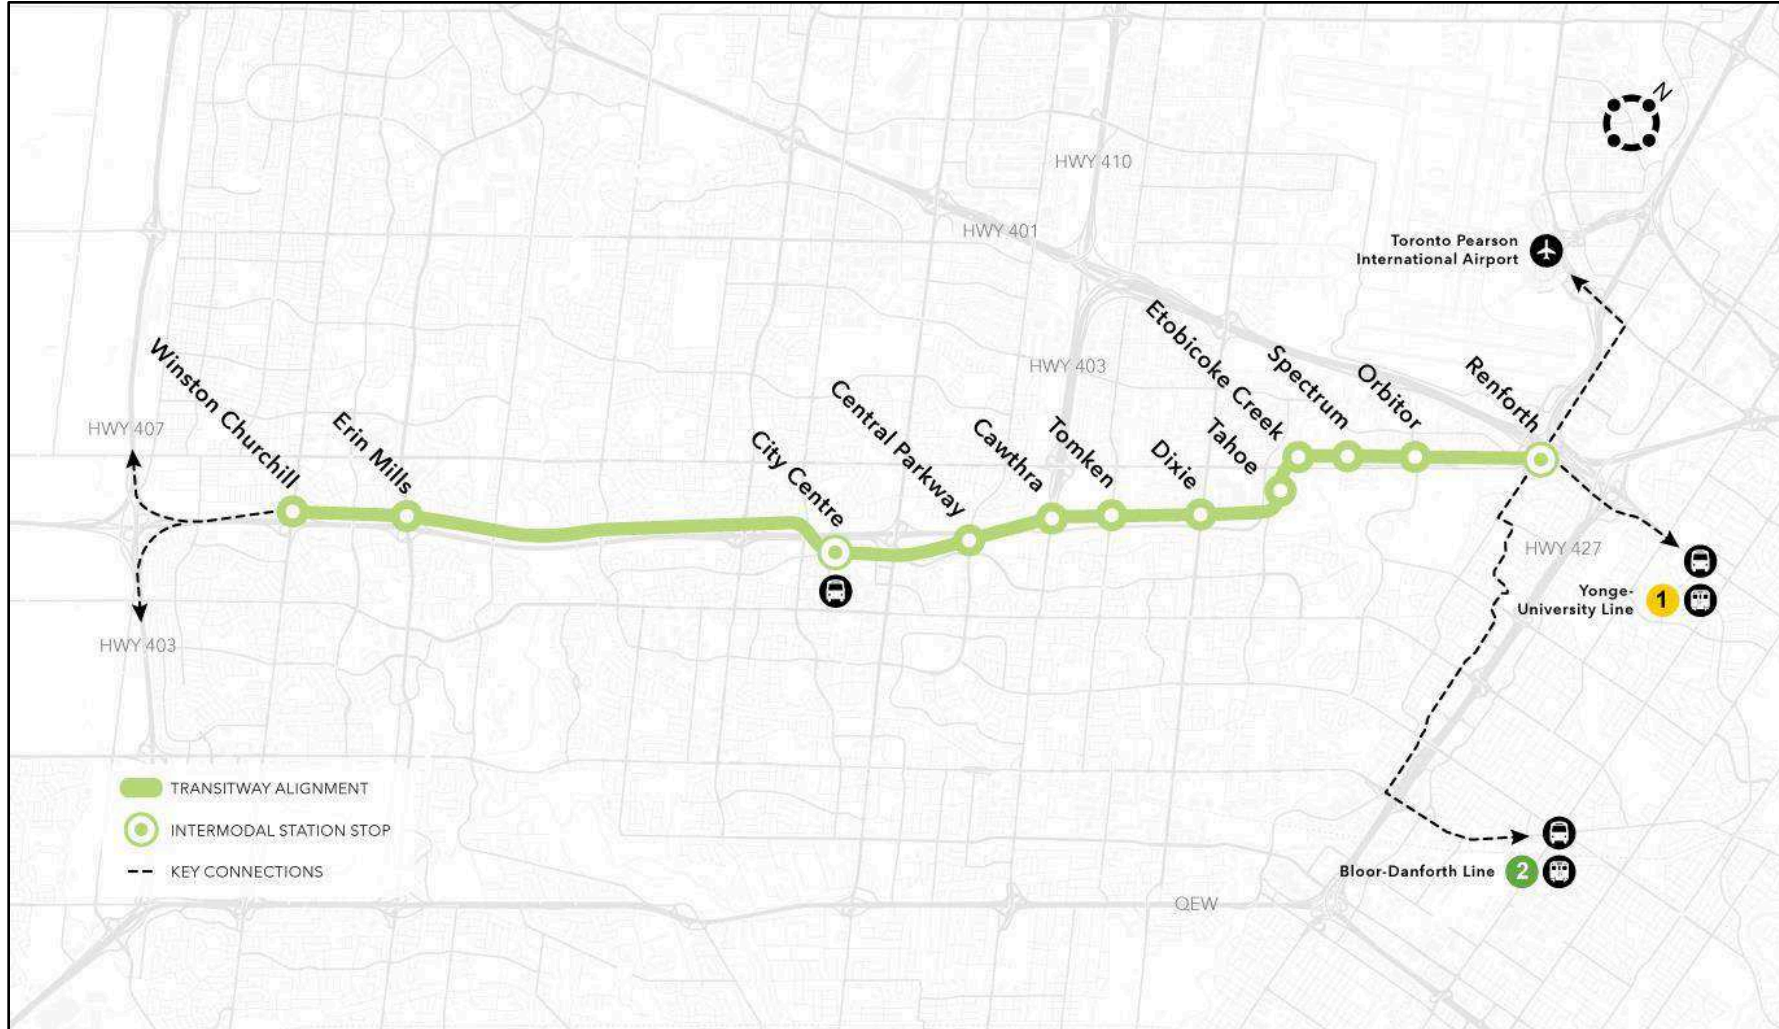 N
HWY 410
HWY 401
Toronto Pearson
International Airport
HWY 403
HWY 407
Winston Churchill
Erin Mills
City Centre
Central Parkway
Cawthra
Tomken
Dixie
Tahoe
Etobicoke Creek
Spectrum
Orbitor
Renforth
HWY 427
Yonge-
University Line
1
HWY 403
TRANSITWAY ALIGNMENT
INTERMODAL STATION STOP
KEY CONNECTIONS
Bloor-Danforth Line
2
QEW